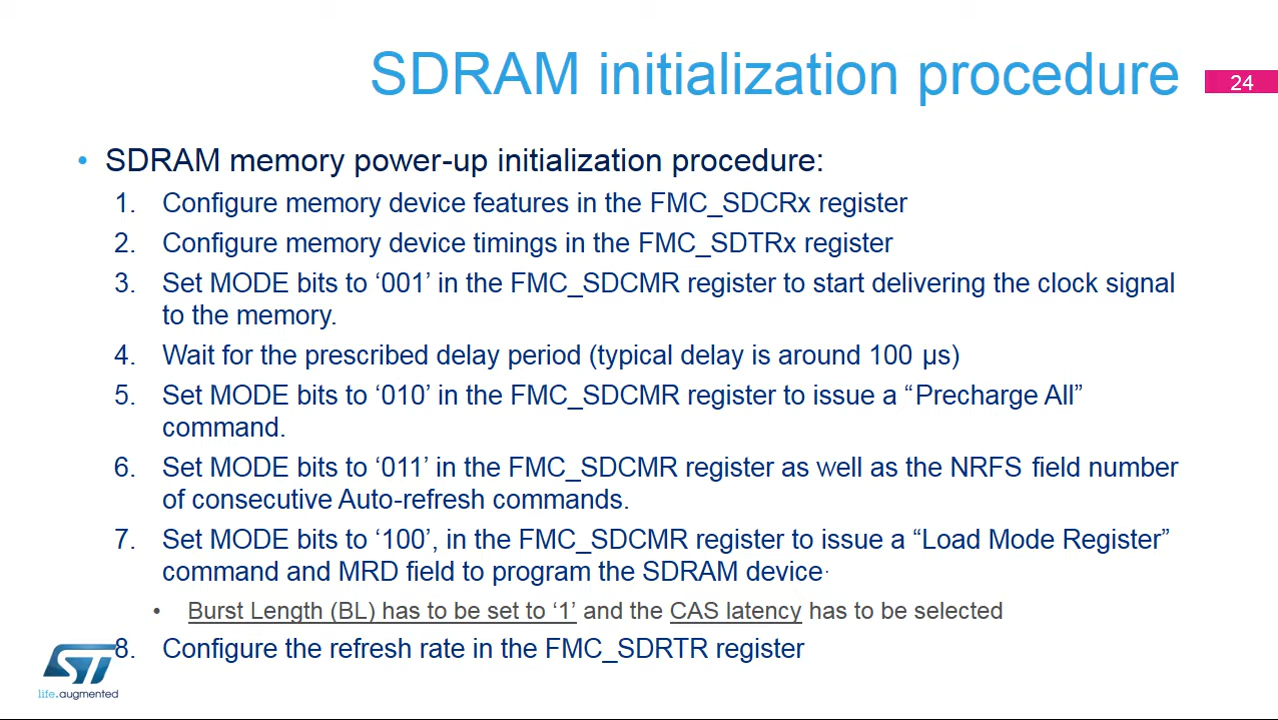 SDRAM initialization procedure
24
• SDRAM memory power-up initialization procedure:
1. Configure memory device features in the FMC_SDCRx register
2. Configure memory device timings in the FMC_SDTRx register
3. Set MODE bits to ‘001’ in the FMC_SDCMR register to start delivering the clock signal
to the memory.
4. Wait for the prescribed delay period (typical delay is around 100 μs)
5. Set MODE bits to ‘010’ in the FMC_SDCMR register to issue a “Precharge All”
command.
6. Set MODE bits to ‘011’ in the FMC_SDCMR register as well as the NRFS field number
of consecutive Auto-refresh commands.
7. Set MODE bits to ‘100’, in the FMC_SDCMR register to issue a “Load Mode Register”
command and MRD field to program the SDRAM device.
• Burst Length (BL) has to be set to ‘1’ and the CAS latency has to be selected
8. Configure the refresh rate in the FMC_SDRTR register
ST
life.augmented